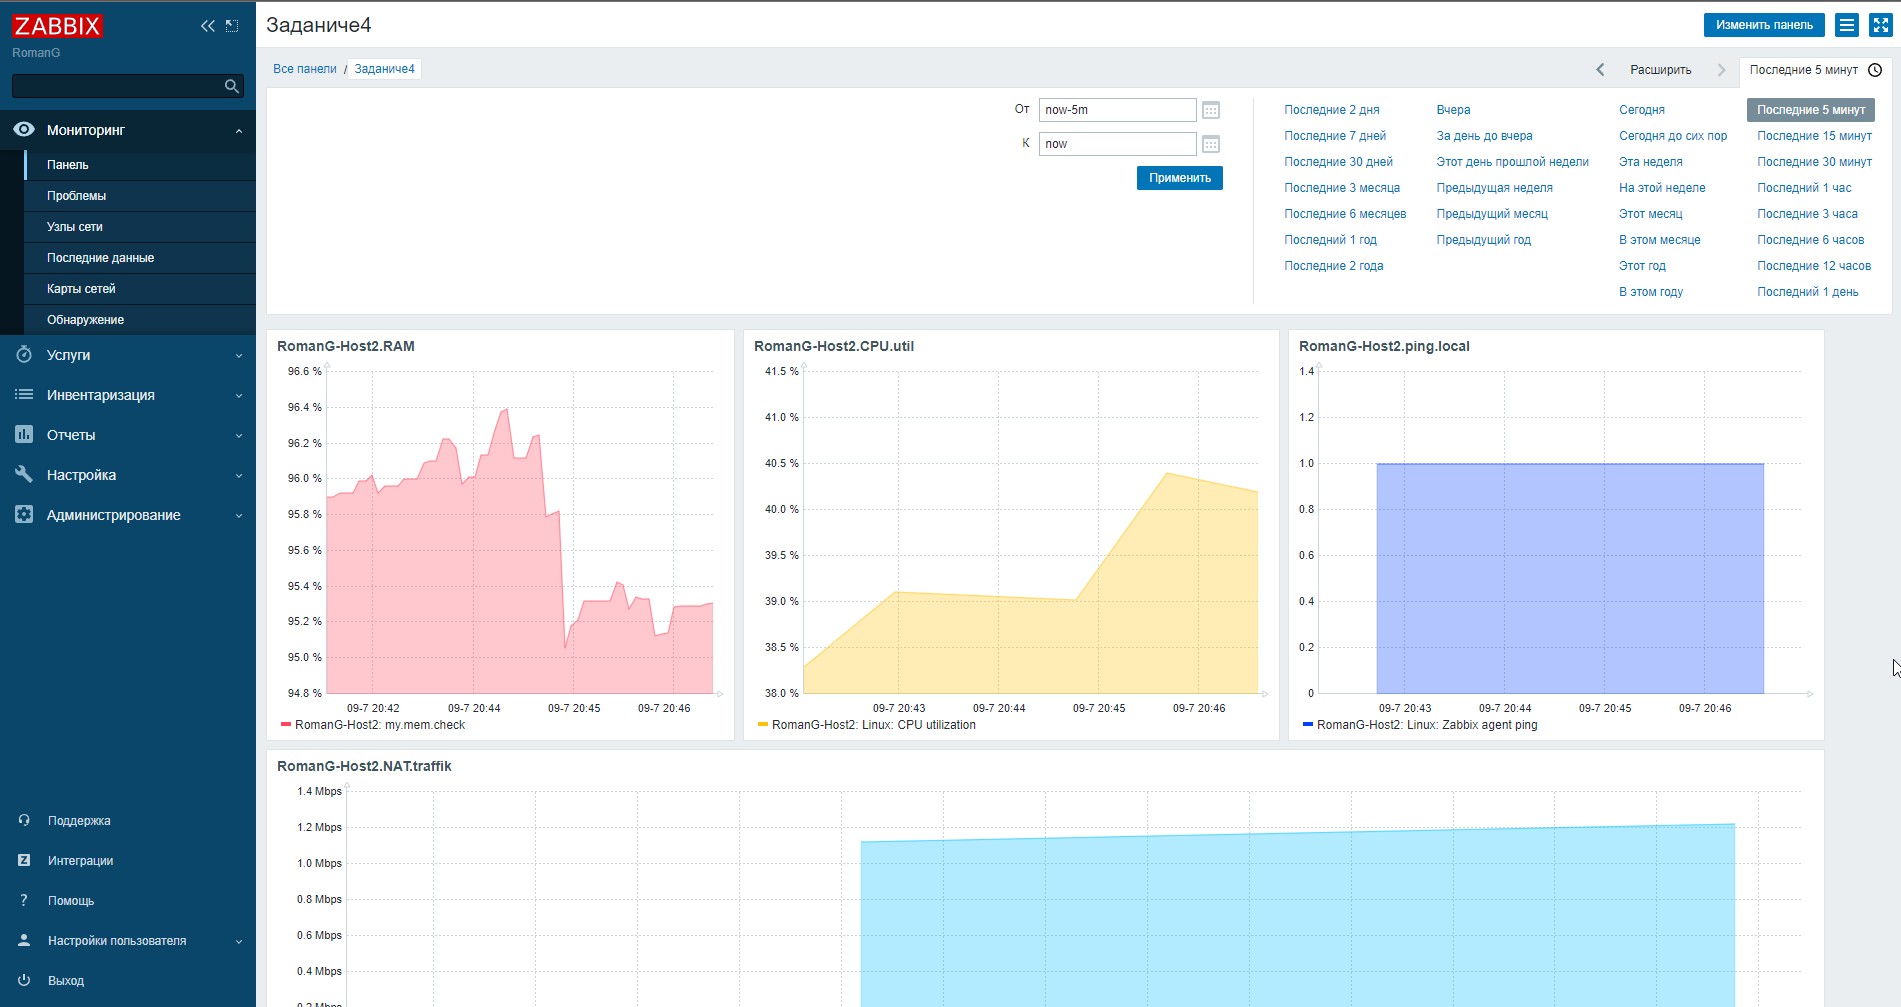 ZABBIX
RomanG
Мониторинг
Панель
Проблемы
Узлы сети
Последние данные
Карты сетей
Обнаружение
Услуги
Инвентаризация
Отчеты
Настройка
Администрирование
Поддержка
Z Интеграции
? Помощь
Настройки пользователя
Выход
Заданиче4
Изменить панель
Все панели / Заданиче4
Расширить
Последние 5 минут
От now-5m
К now
Применить
Последние 2 дня Вчера Сегодня Последние 5 минут
Последние 7 дней За день до вчера Сегодня до сих пор Последние 15 минут
Последние 30 дней Этот день прошлой недели Эта неделя Последние 30 минут
Последние 3 месяца Предыдущая неделя На этой неделе Последний 1 час
Последние 6 месяцев Предыдущий месяц Этот месяц Последние 3 часа
Последний 1 год Предыдущий год В этом месяце Последние 6 часов
Последние 2 года Этот год Последние 12 часов
В этом году Последний 1 день
RomanG-Host2.RAM
96.6 %
96.4 %
96.2 %
96.0 %
95.8 %
95.6 %
95.4 %
95.2 %
95.0 %
94.8 %
09-7 20:42 09-7 20:44 09-7 20:45 09-7 20:46
RomanG-Host2: my.mem.check
RomanG-Host2.CPU.util
41.5 %
41.0 %
40.5 %
40.0 %
39.5 %
39.0 %
38.5 %
38.0 %
09-7 20:43 09-7 20:44 09-7 20:45 09-7 20:46
RomanG-Host2: Linux: CPU utilization
RomanG-Host2.ping.local
1.4
1.2
1.0
0.8
0.6
0.4
0.2
0
09-7 20:43 09-7 20:44 09-7 20:45 09-7 20:46
RomanG-Host2: Linux: Zabbix agent ping
RomanG-Host2.NAT.traffik
1.4 Mbps
1.2 Mbps
1.0 Mbps
0.8 Mbps
0.6 Mbps
0.4 Mbps
0.2 Mbps